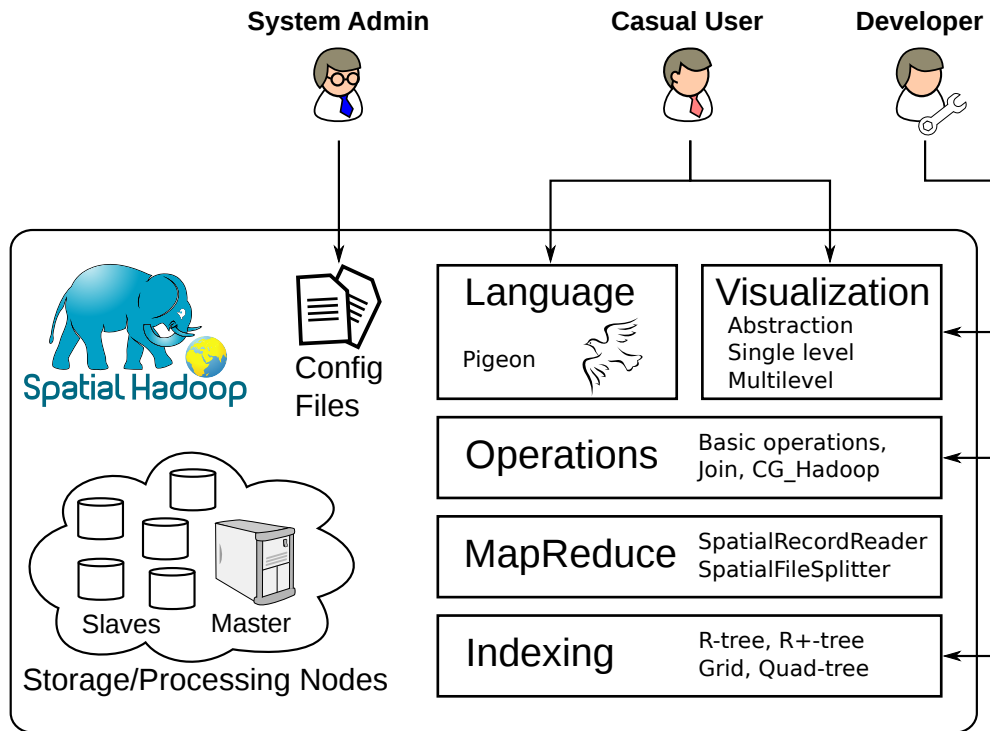 System Admin
Casual User
Developer
Spatial Hadoop
Config
Files
Language
Pigeon
Visualization
Abstraction
Single level
Multilevel
Operations
Basic operations,
Join, CG_Hadoop
MapReduce
SpatialRecordReader
SpatialFileSplitter
Indexing
R-tree, R+-tree
Grid, Quad-tree
Slaves
Master
Storage/Processing Nodes